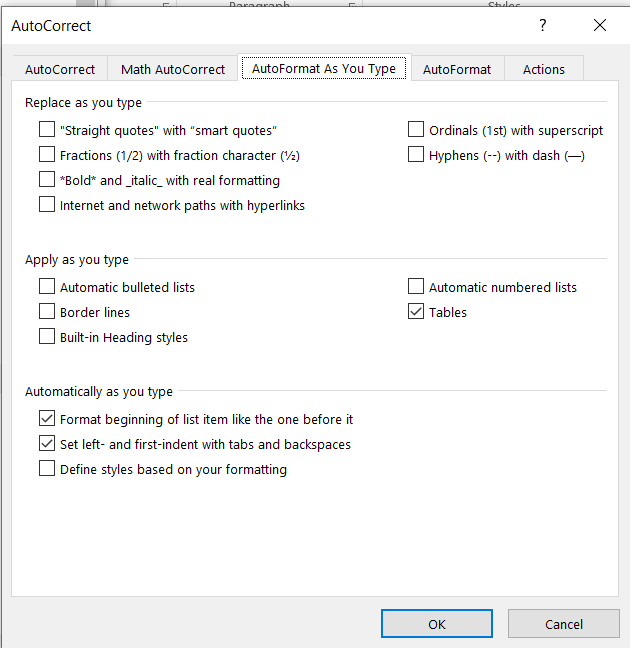 Paragraph Styles
AutoCorrect ?
AutoCorrect Math AutoCorrect AutoFormat As You Type AutoFormat Actions
Replace as you type
"Straight quotes" with “smart quotes” Ordinals (1st) with superscript
Fractions (1/2) with fraction character (½) Hyphens (--) with dash (—)
*Bold* and _italic_ with real formatting
Internet and network paths with hyperlinks
Apply as you type
Automatic bulleted lists Automatic numbered lists
Border lines Tables
Built-in Heading styles
Automatically as you type
Format beginning of list item like the one before it
Set left- and first-indent with tabs and backspaces
Define styles based on your formatting
OK Cancel